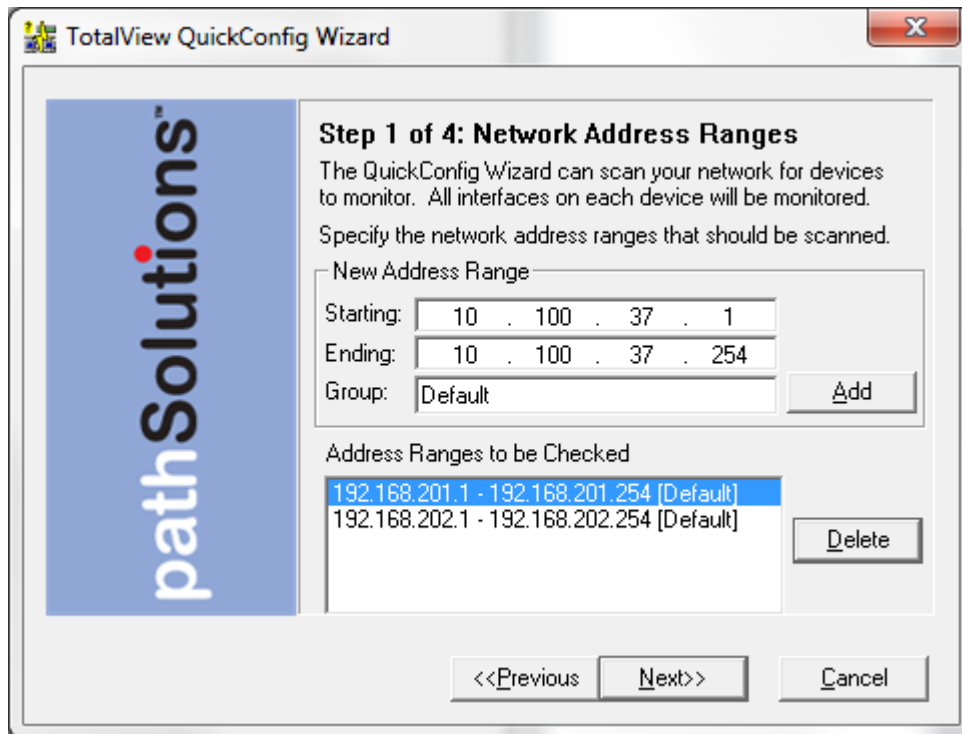 TotalView QuickConfig Wizard
pathSolutions™
Step 1 of 4: Network Address Ranges
The QuickConfig Wizard can scan your network for devices
to monitor. All interfaces on each device will be monitored.
Specify the network address ranges that should be scanned.
New Address Range
Starting: 10 . 100 . 37 . 1
Ending: 10 . 100 . 37 . 254
Group: Default Add
Address Ranges to be Checked
192.168.201.1 - 192.168.201.254 [Default]
192.168.202.1 - 192.168.202.254 [Default]
Delete
<<Previous Next>> Cancel